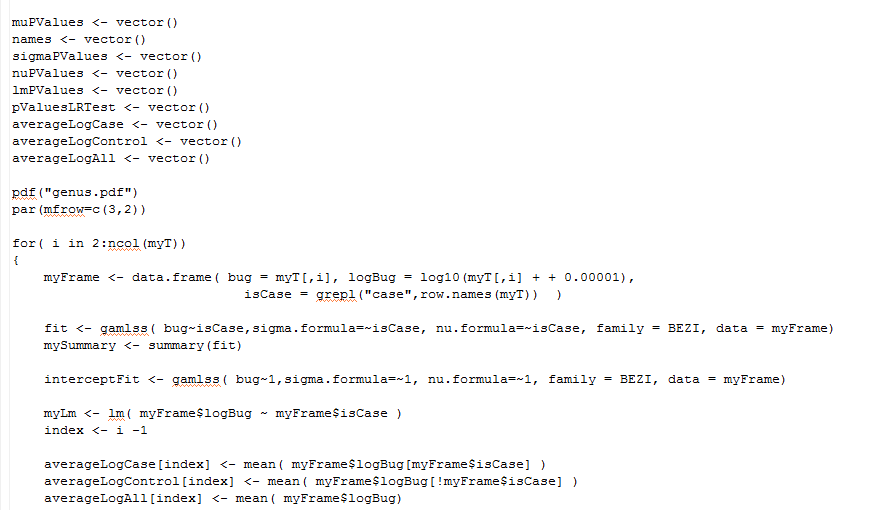 muPValues <- vector()
names <- vector()
sigmaPValues <- vector()
nuPValues <- vector()
lmPValues <- vector()
pValuesLRTest <- vector()
averageLogCase <- vector()
averageLogControl <- vector()
averageLogAll <- vector()

pdf("genus.pdf")
par(mfrow=c(3,2))

for( i in 2:ncol(myT))
{
    myFrame <- data.frame( bug = myT[,i], logBug = log10(myT[,i] + + 0.00001),
                             isCase = grepl("case",row.names(myT))  )

    fit <- gamlss( bug~isCase,sigma.formula=~isCase, nu.formula=~isCase, family = BEZI, data = myFrame)
    mySummary <- summary(fit)

    interceptFit <- gamlss( bug~1,sigma.formula=~1, nu.formula=~1, family = BEZI, data = myFrame)

    myLm <- lm( myFrame$logBug ~ myFrame$isCase )
    index <- i -1

    averageLogCase[index] <- mean( myFrame$logBug[myFrame$isCase] )
    averageLogControl[index] <- mean( myFrame$logBug[!myFrame$isCase] )
    averageLogAll[index] <- mean( myFrame$logBug)